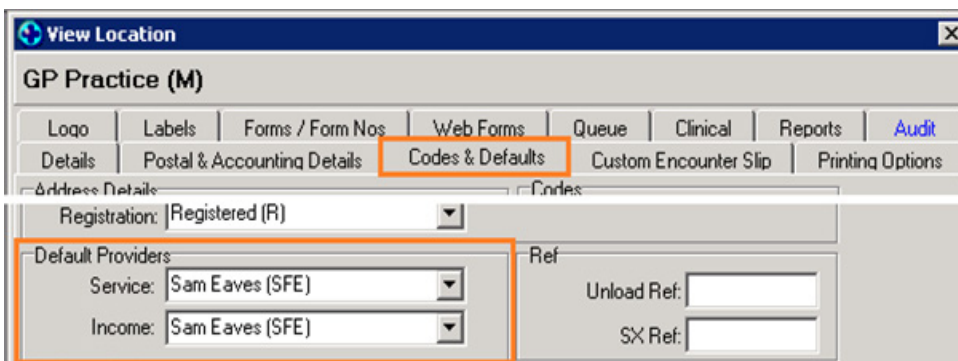 View Location
GP Practice (M)
Logo Labels Forms / Form Nos Web Forms Queue Clinical Reports Audit
Details Postal & Accounting Details Codes & Defaults Custom Encounter Slip Printing Options
Address Details Codes
Registration: Registered (R)
Default Providers Ref
Service: Sam Eaves (SFE) Unload Ref:
Income: Sam Eaves (SFE) SX Ref: